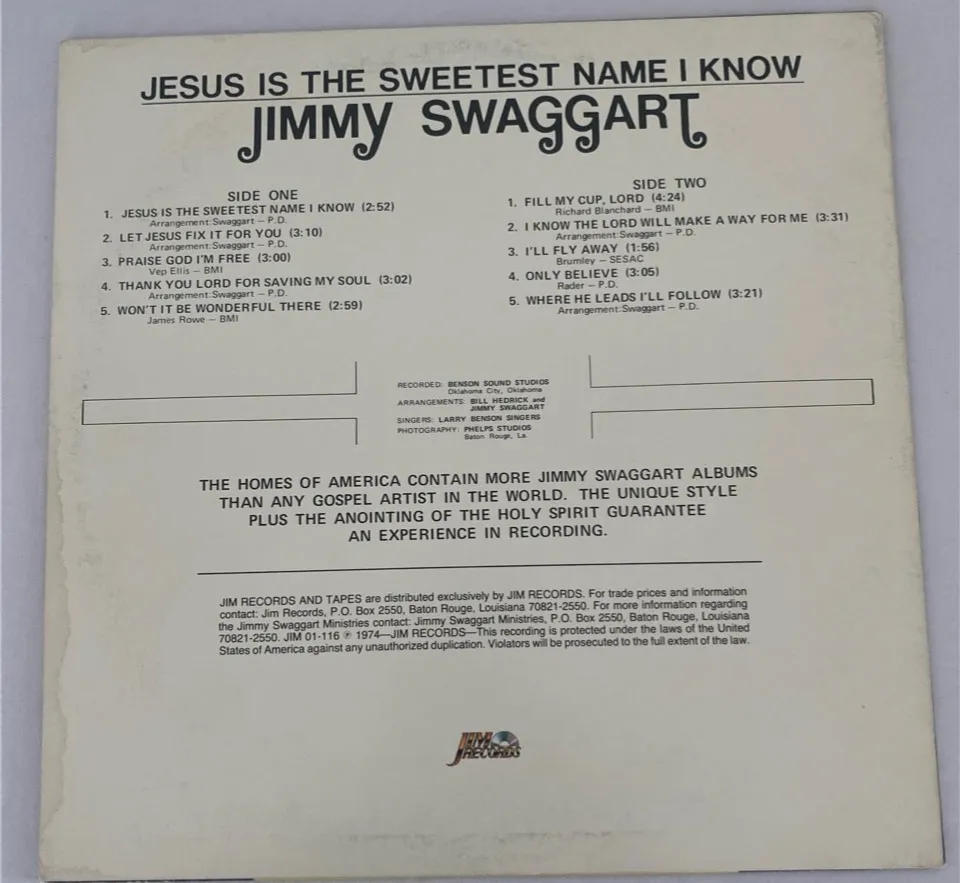 JESUS IS THE SWEETEST NAME I KNOW
JIMMY SWAGGART
SIDE ONE
1. JESUS IS THE SWEETEST NAME I KNOW (2:52)
Arrangement:Swaggart — P.D.
2. LET JESUS FIX IT FOR YOU (3:10)
Arrangement:Swaggart — P.D.
3. PRAISE GOD I'M FREE (3:00)
Vep Ellis — BMI
4. THANK YOU LORD FOR SAVING MY SOUL (3:02)
Arrangement:Swaggart — P.D.
5. WON'T IT BE WONDERFUL THERE (2:59)
James Rowe — BMI
SIDE TWO
1. FILL MY CUP, LORD (4:24)
Richard Blanchard — BMI
2. I KNOW THE LORD WILL MAKE A WAY FOR ME (3:31)
Arrangement:Swaggart — P.D.
3. I'LL FLY AWAY (1:56)
Brumley — SESAC
4. ONLY BELIEVE (3:05)
Rader — P.D.
5. WHERE HE LEADS I'LL FOLLOW (3:21)
Arrangement:Swaggart — P.D.
RECORDED: BENSON SOUND STUDIOS
Oklahoma City, Oklahoma
ARRANGEMENTS: BILL HEDRICK and
JIMMY SWAGGART
SINGERS: LARRY BENSON SINGERS
PHOTOGRAPHY: PHELPS STUDIOS
Baton Rouge, La.
THE HOMES OF AMERICA CONTAIN MORE JIMMY SWAGGART ALBUMS
THAN ANY GOSPEL ARTIST IN THE WORLD. THE UNIQUE STYLE
PLUS THE ANOINTING OF THE HOLY SPIRIT GUARANTEE
AN EXPERIENCE IN RECORDING.
JIM RECORDS AND TAPES are distributed exclusively by JIM RECORDS. For trade prices and information
contact: Jim Records, P.O. Box 2550, Baton Rouge, Louisiana 70821-2550. For more information regarding
the Jimmy Swaggart Ministries contact: Jimmy Swaggart Ministries, P.O. Box 2550, Baton Rouge, Louisiana
70821-2550. JIM 01-116 ℗ 1974—JIM RECORDS—This recording is protected under the laws of the United
States of America against any unauthorized duplication. Violators will be prosecuted to the full extent of the law.
JIM
RECORDS